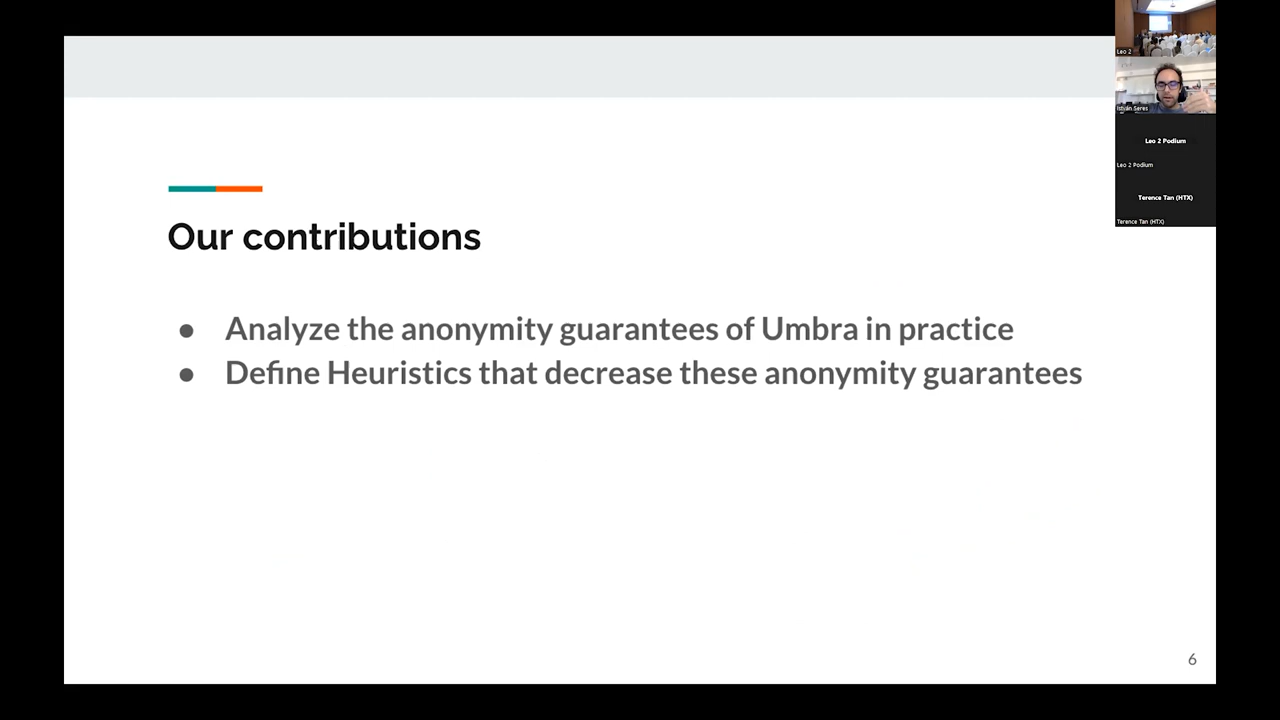 Our contributions
● Analyze the anonymity guarantees of Umbra in practice
● Define Heuristics that decrease these anonymity guarantees
6
Leo 2
István Seres
Leo 2 Podium
Leo 2 Podium
Terence Tan (HTX)
Terence Tan (HTX)